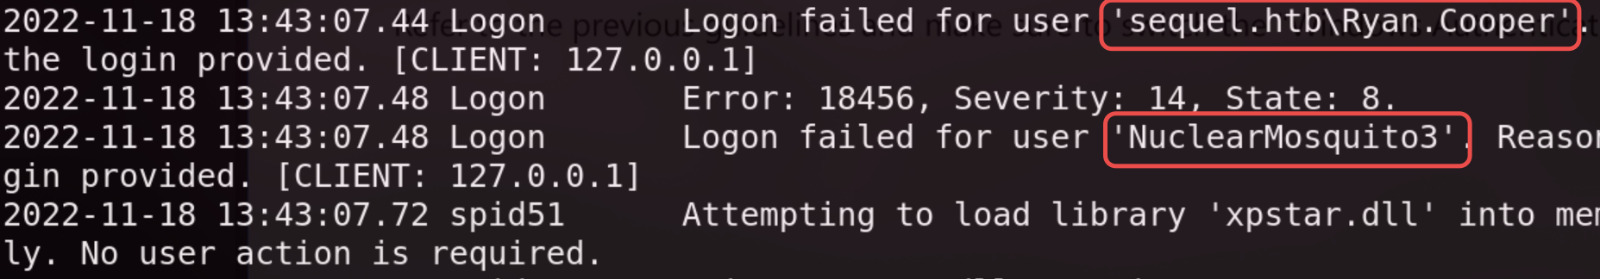 2022-11-18 13:43:07.44 Logon       Logon failed for user 'sequel.htb\Ryan.Cooper'.
the login provided. [CLIENT: 127.0.0.1]
2022-11-18 13:43:07.48 Logon       Error: 18456, Severity: 14, State: 8.
2022-11-18 13:43:07.48 Logon       Logon failed for user 'NuclearMosquito3'. Reaso
gin provided. [CLIENT: 127.0.0.1]
2022-11-18 13:43:07.72 spid51      Attempting to load library 'xpstar.dll' into mem
ly. No user action is required.